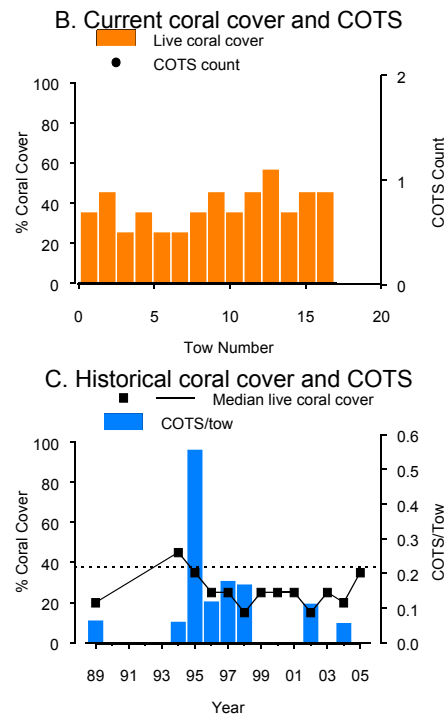 B. Current coral cover and COTS
Live coral cover
COTS count
100
80
60
40
20
0
% Coral Cover
2
1
0
COTS Count
0 5 10 15 20
Tow Number
C. Historical coral cover and COTS
Median live coral cover
COTS/tow
100
80
60
40
20
0
% Coral Cover
0.6
0.5
0.4
0.3
0.2
0.1
0.0
COTS/Tow
89 91 93 95 97 99 01 03 05
Year